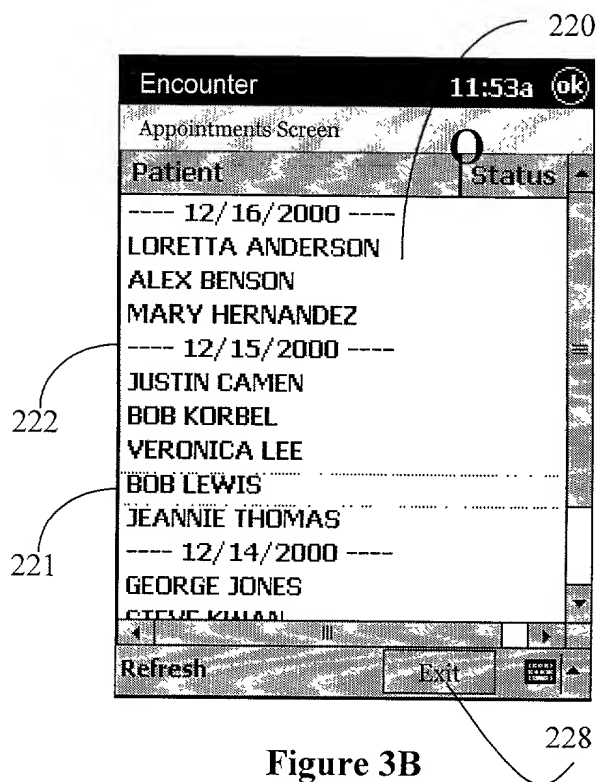 220
Encounter 11:53a ok
Appointments Screen
Patient Status
---- 12/16/2000 ----
LORETTA ANDERSON
ALEX BENSON
MARY HERNANDEZ
---- 12/15/2000 ----
222
JUSTIN CAMEN
BOB KORBEL
VERONICA LEE
BOB LEWIS
221
JEANNIE THOMAS
---- 12/14/2000 ----
GEORGE JONES
Refresh Exit
228
Figure 3B